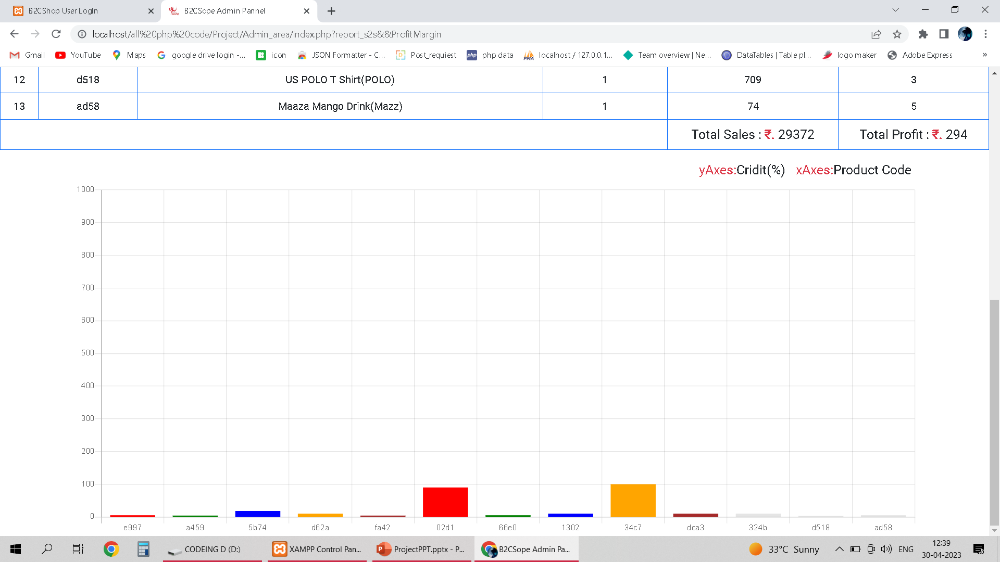 B2CShop User LogIn
B2CSope Admin Pannel
localhost/all%20php%20code/Project/Admin_area/index.php?report_s2s&&ProfitMargin
Gmail YouTube Maps google drive login -... icon JSON Formatter - C... Post_requiest php php data PMA localhost / 127.0.0.1... Team overview | Ne... DataTables | Table pl... logo maker Adobe Express »
12 d518 US POLO T Shirt(POLO) 1 709 3
13 ad58 Maaza Mango Drink(Mazz) 1 74 5
Total Sales : ₹. 29372 Total Profit : ₹. 294
yAxes:Cridit(%) xAxes:Product Code
1000
900
800
700
600
500
400
300
200
100
0
e997 a459 5b74 d62a fa42 02d1 66e0 1302 34c7 dca3 324b d518 ad58
CODEING D (D:) XAMPP Control Pan... ProjectPPT.pptx - P... B2CSope Admin Pa... 33°C Sunny ENG 12:39
30-04-2023